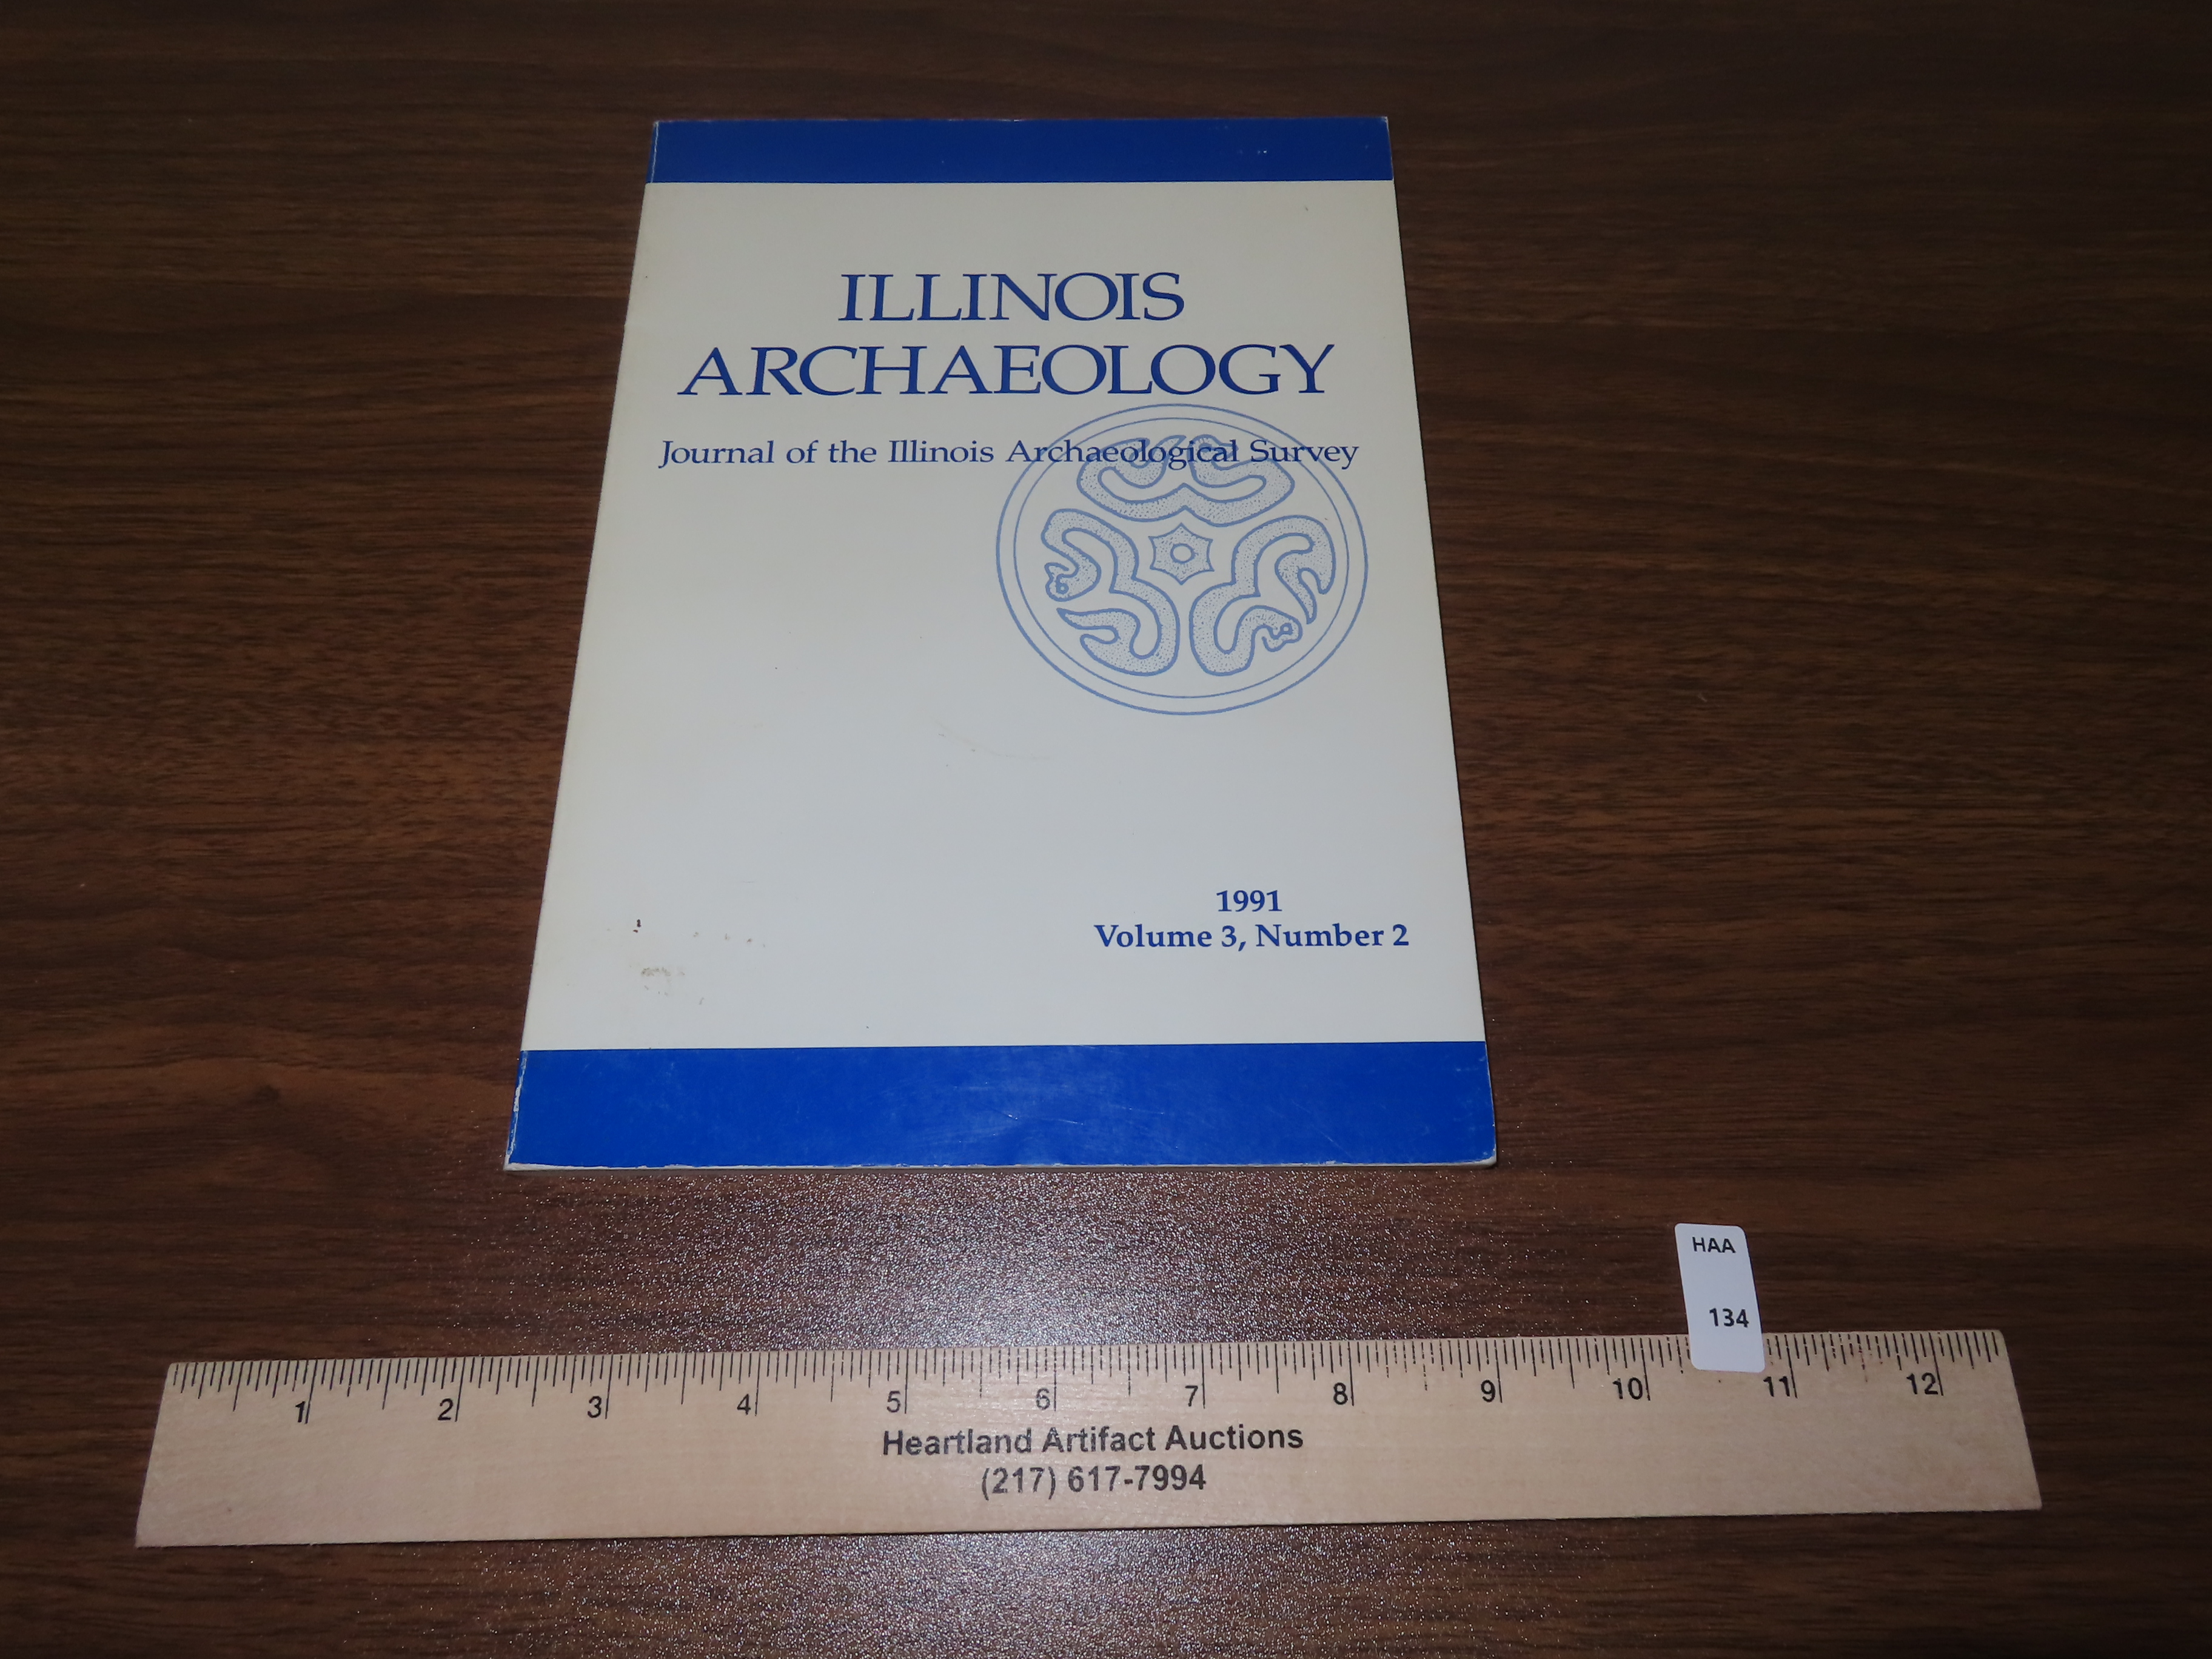 ILLINOIS
ARCHAEOLOGY
Journal of the Illinois Archaeological Survey
1991
Volume 3, Number 2
HAA
134
1 2 3 4 5 6 7 8 9 10 11 12
Heartland Artifact Auctions
(217) 617-7994